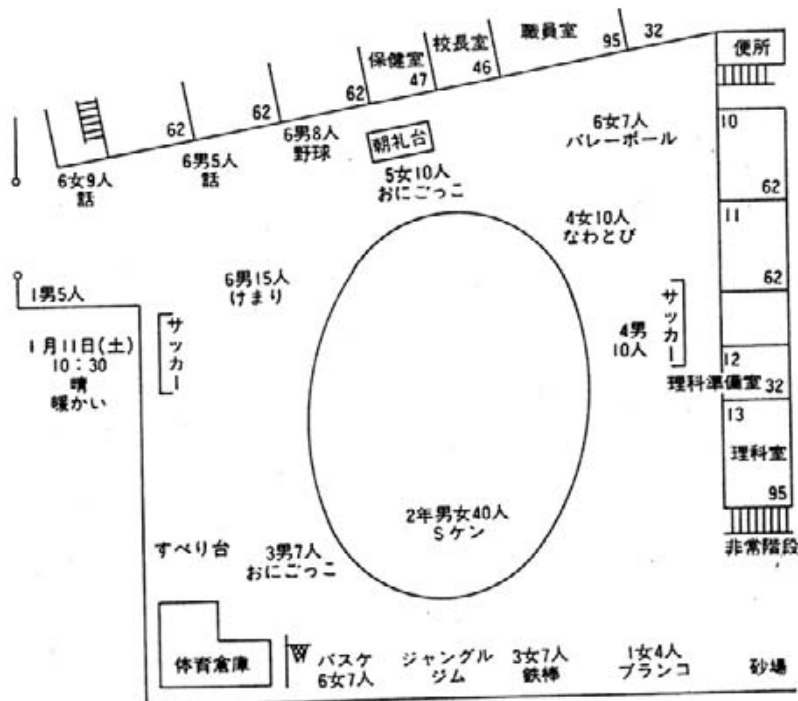 保健室
47
校長室
46
職員室
95
32
便所
62
62
62
朝礼台
6女9人
話
6男5人
話
6男8人
野球
5女10人
おにごっこ
6女7人
バレーボール
10
62
4女10人
なわとび
11
62
6男15人
けまり
1男5人
1月11日(土)
10:30
晴
暖かい
サッカー
4男
10人
サッカー
12
理科準備室 32
13
理科室
95
非常階段
2年男女40人
Sケン
すべり台
3男7人
おにごっこ
体育倉庫
バスケ
6女7人
ジャングル
ジム
3女7人
鉄棒
1女4人
ブランコ
砂場